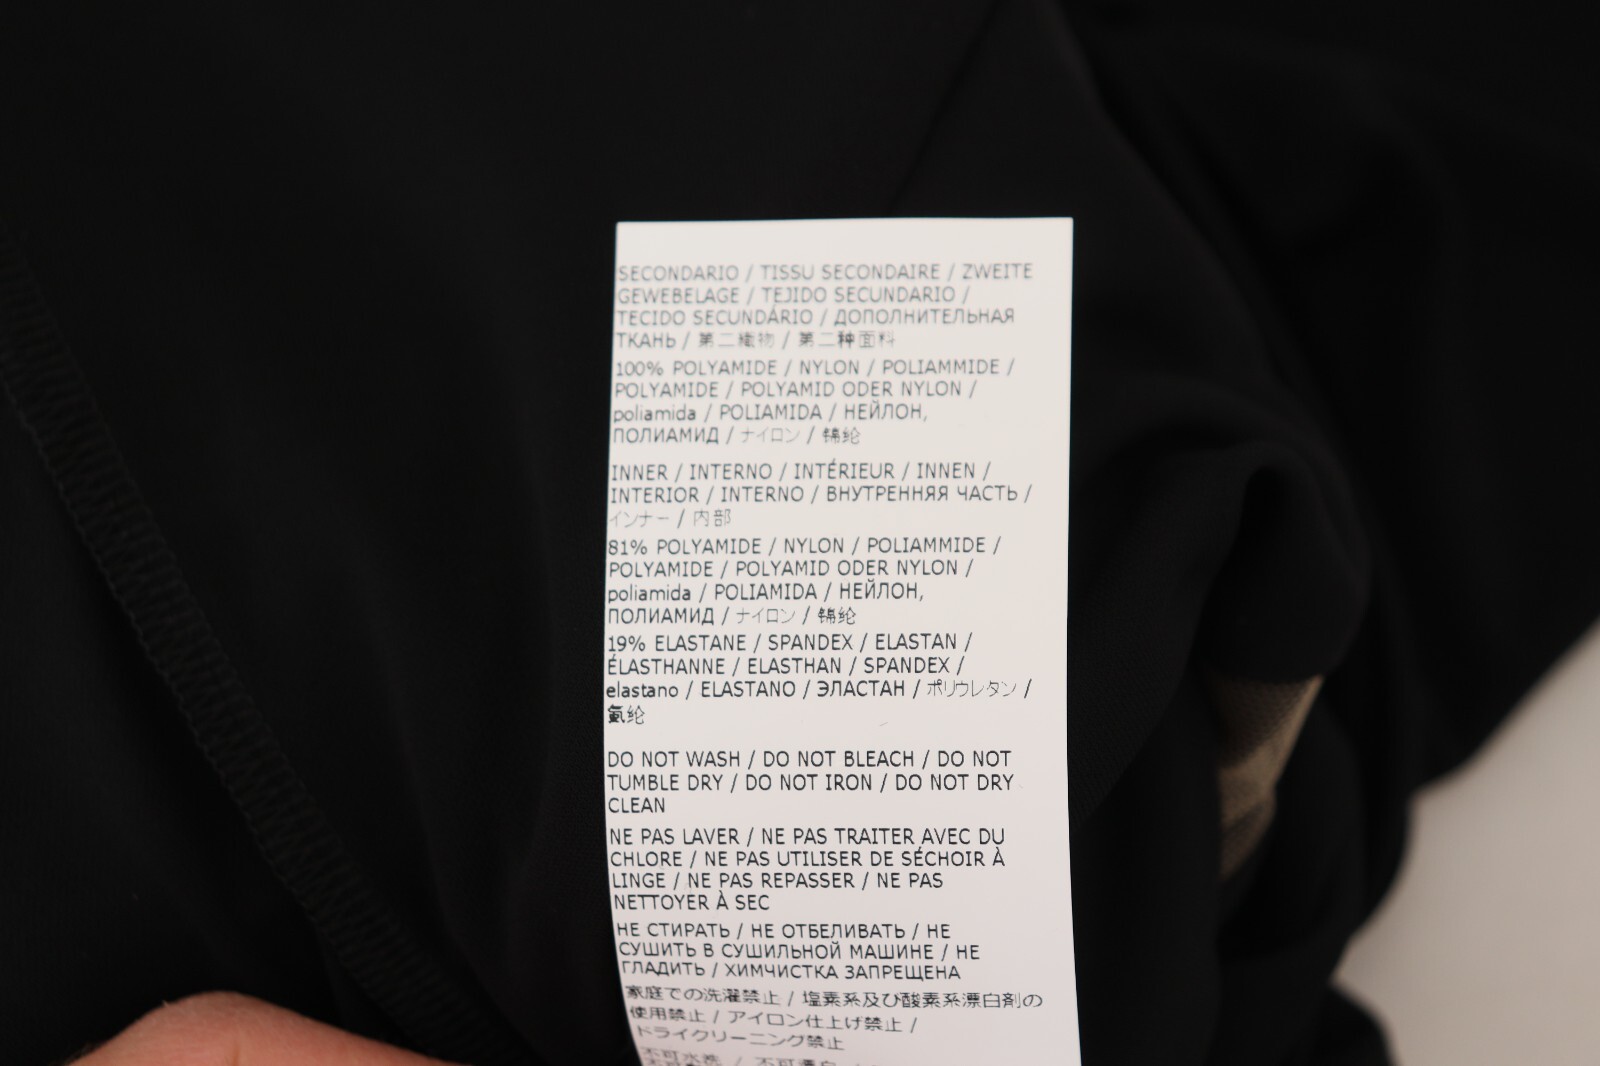 SECONDARIO / TISSU SECONDAIRE / ZWEITE
GEWEBELAGE / TEJIDO SECUNDARIO /
TECIDO SECUNDÁRIO / ДОПОЛНИТЕЛЬНАЯ
ТКАНЬ / 第二織物 / 第二种面料
100% POLYAMIDE / NYLON / POLIAMMIDE /
POLYAMIDE / POLYAMID ODER NYLON /
poliamida / POLIAMIDA / НЕЙЛОН,
ПОЛИАМИД / ナイロン / 锦纶
INNER / INTERNO / INTÉRIEUR / INNEN /
INTERIOR / INTERNO / ВНУТРЕННЯЯ ЧАСТЬ /
インナー / 内部
81% POLYAMIDE / NYLON / POLIAMMIDE /
POLYAMIDE / POLYAMID ODER NYLON /
poliamida / POLIAMIDA / НЕЙЛОН,
ПОЛИАМИД / ナイロン / 锦纶
19% ELASTANE / SPANDEX / ELASTAN /
ÉLASTHANNE / ELASTHAN / SPANDEX /
elastano / ELASTANO / ЭЛАСТАН / ポリウレタン /
氨纶
DO NOT WASH / DO NOT BLEACH / DO NOT
TUMBLE DRY / DO NOT IRON / DO NOT DRY
CLEAN
NE PAS LAVER / NE PAS TRAITER AVEC DU
CHLORE / NE PAS UTILISER DE SÉCHOIR À
LINGE / NE PAS REPASSER / NE PAS
NETTOYER À SEC
НЕ СТИРАТЬ / НЕ ОТБЕЛИВАТЬ / НЕ
СУШИТЬ В СУШИЛЬНОЙ МАШИНЕ / НЕ
ГЛАДИТЬ / ХИМЧИСТКА ЗАПРЕЩЕНА
家庭での洗濯禁止 / 塩素系及び酸素系漂白剤の
使用禁止 / アイロン仕上げ禁止 /
ドライクリーニング禁止
不可水洗 / 不可漂白